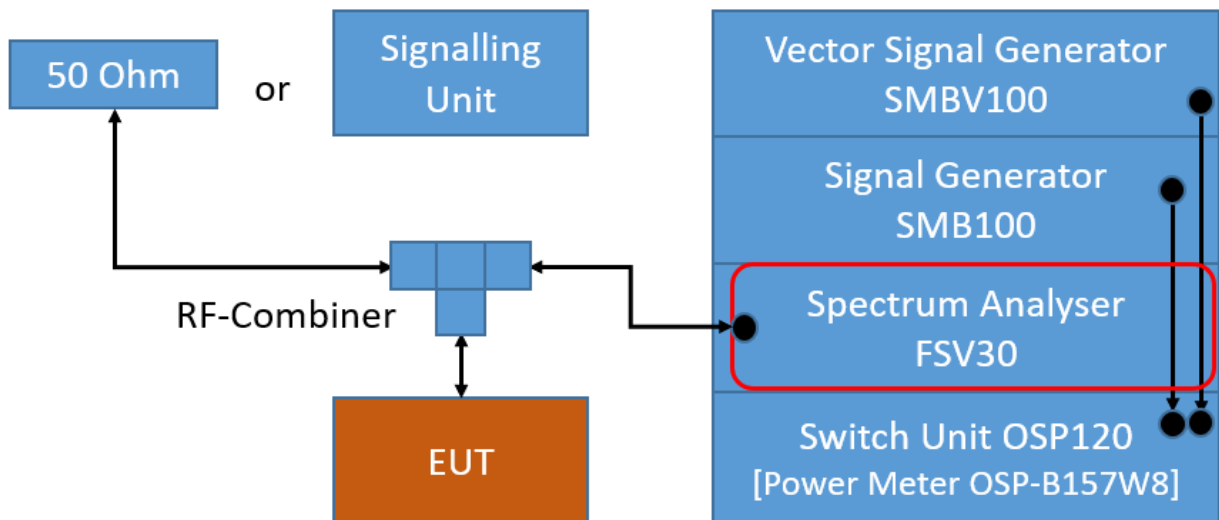 50 Ohm
or
Signalling
Unit
Vector Signal Generator
SMBV100
Signal Generator
SMB100
RF-Combiner
Spectrum Analyser
FSV30
EUT
Switch Unit OSP120
[Power Meter OSP-B157W8]